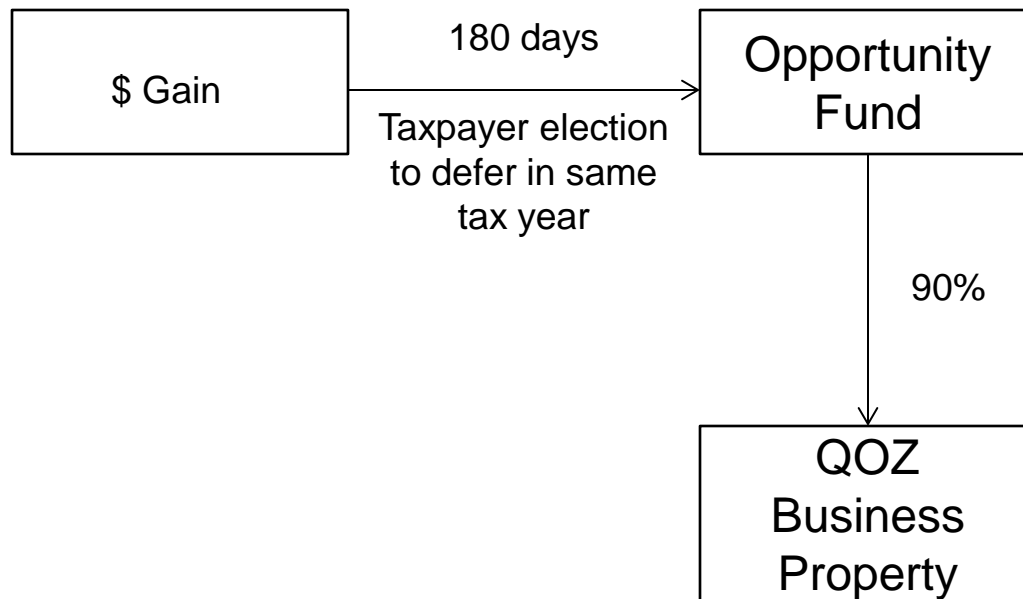 $ Gain
180 days
Taxpayer election
to defer in same
tax year
Opportunity
Fund
90%
QOZ
Business
Property